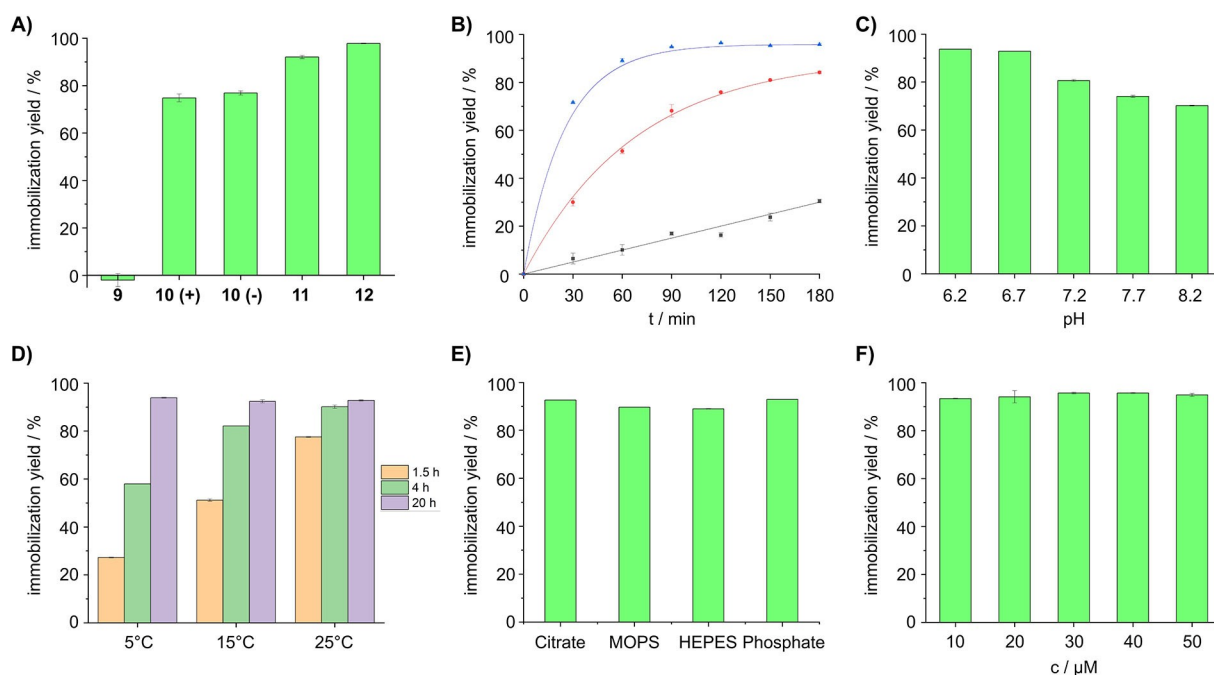 A)
immobilization yield / %
100
80
60
40
20
0
9 10 (+) 10 (-) 11 12
B)
immobilization yield / %
100
80
60
40
20
0
0 30 60 90 120 150 180
t / min
C)
immobilization yield / %
100
80
60
40
20
0
6.2 6.7 7.2 7.7 8.2
pH
D)
immobilization yield / %
100
80
60
40
20
0
5°C 15°C 25°C
1.5 h
4 h
20 h
E)
immobilization yield / %
100
80
60
40
20
0
Citrate MOPS HEPES Phosphate
F)
immobilization yield / %
100
80
60
40
20
0
10 20 30 40 50
c / µM